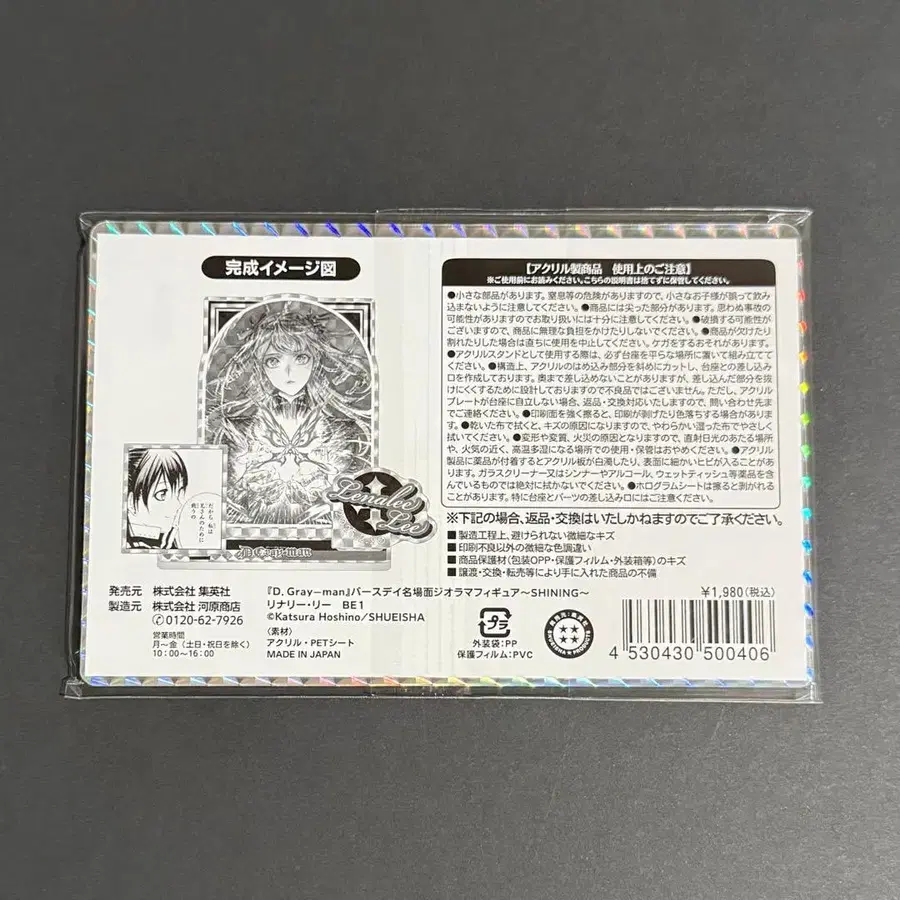 完成イメージ図
だから 私は
兄さんのために
戦うの
Lenalee
Lee
D.Gray-man
【アクリル製商品 使用上のご注意】
※ご使用前にお読みください。こちらの説明書は捨てずに保管してください。
●小さな部品があります。窒息等の危険がありますので、小さなお子様が誤って飲み
込まないように注意してください。●商品には尖った部分があります。思わぬ事故の
可能性がありますのでお取り扱いには十分に注意してください。●破損する可能性が
ございますので、商品に無理な負担をかけたりしないでください。●商品が欠けたり
割れたりした場合は直ちに使用を中止してください。ケガをするおそれがあります。
●アクリルスタンドとして使用する際は、必ず台座を平らな場所に置いて組み立てて
ください。●構造上、アクリルのはめ込み部分を斜めにカットし、台座との差し込み
口を作成しております。奥まで差し込めないことがありますが、差し込んだ部分を抜
けにくくするために設計しておりますので不良品ではございません。ただし、アクリル
プレートが台座に自立しない場合、返品・交換対応いたしますので、問い合わせ先ま
でご連絡ください。●印刷面を強く擦ると、印刷が剥げたり色落ちする場合がありま
す。●乾いた布で拭くと、キズの原因になりますので、やわらかい湿った布でやさしく
拭いてください。●変形や変質、火災の原因となりますので、直射日光のあたる場所
や、火気の近く、高温多湿になる場所での使用・保管はおやめください。●アクリル
製品に薬品が付着するとアクリル板が白濁したり、表面に細かいヒビが入ることがあ
ります。ガラスクリーナー又はシンナーやアルコール、ウェットティッシュ等薬品を含
んでいるものでは絶対に拭かないでください。●ホログラムシートは擦ると剥がれる
ことがあります。特に台座とパーツの差し込み口にはご注意ください。
※下記の場合、返品・交換はいたしかねますのでご了承ください。
■製造工程上、避けられない微細なキズ
■印刷不良以外の微細な色調違い
■商品保護材(包装OPP・保護フィルム・外装箱等)のキズ
■譲渡・交換・転売等により手に入れた商品の不備
発売元 株式会社 集英社
製造元 株式会社 河原商店
✆0120-62-7926
営業時間
月〜金(土日・祝日を除く)
10:00〜16:00
『D.Gray-man』バースデイ名場面ジオラマフィギュア〜SHINING〜
リナリー・リー BE1
©Katsura Hoshino/SHUEISHA
〈素材〉
アクリル・PETシート
MADE IN JAPAN
プラ
外装袋:PP
保護フィルム:PVC
SHUEISHA PRODUCTS
¥1,980(税込)
4 530430 500406